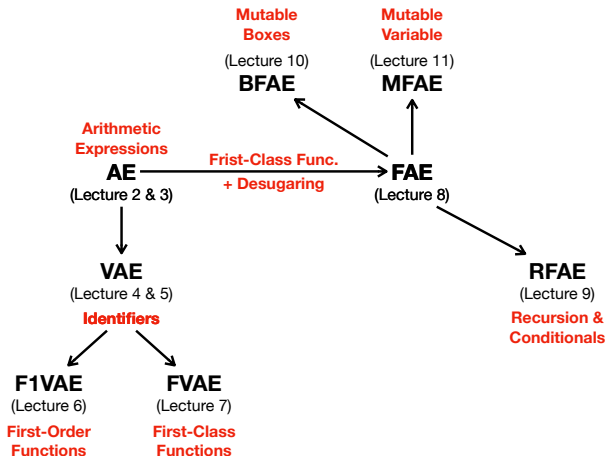 Mutable
Boxes
(Lecture 10)
BFAE
Mutable
Variable
(Lecture 11)
MFAE
Arithmetic
Expressions
AE
(Lecture 2 & 3)
Frist-Class Func.
+ Desugaring
FAE
(Lecture 8)
VAE
(Lecture 4 & 5)
Identifiers
RFAE
(Lecture 9)
Recursion &
Conditionals
F1VAE
(Lecture 6)
First-Order
Functions
FVAE
(Lecture 7)
First-Class
Functions